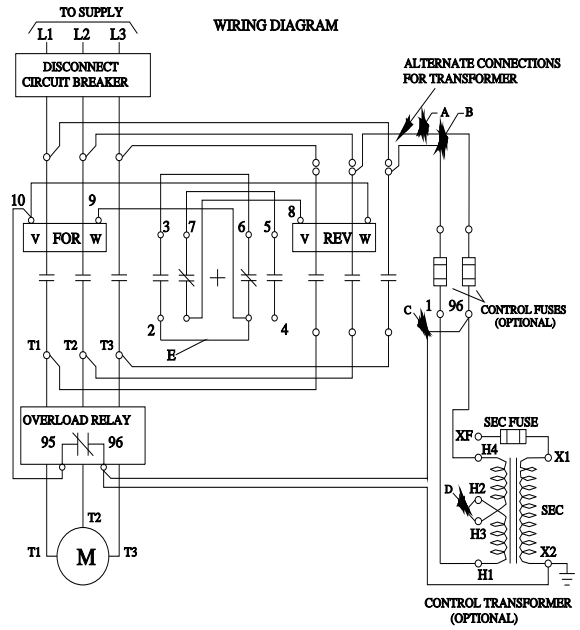 TO SUPPLY
WIRING DIAGRAM
L1 L2 L3
DISCONNECT
CIRCUIT BREAKER
ALTERNATE CONNECTIONS
FOR TRANSFORMER
A
B
10
9
3
7
6
5
8
V FOR W
V REV W
2
4
E
C
1
96
CONTROL FUSES
(OPTIONAL)
T1 T2 T3
OVERLOAD RELAY
95
96
SEC FUSE
XF
H4
X1
D
H2
SEC
H3
T2
T1
M
T3
X2
H1
CONTROL TRANSFORMER
(OPTIONAL)